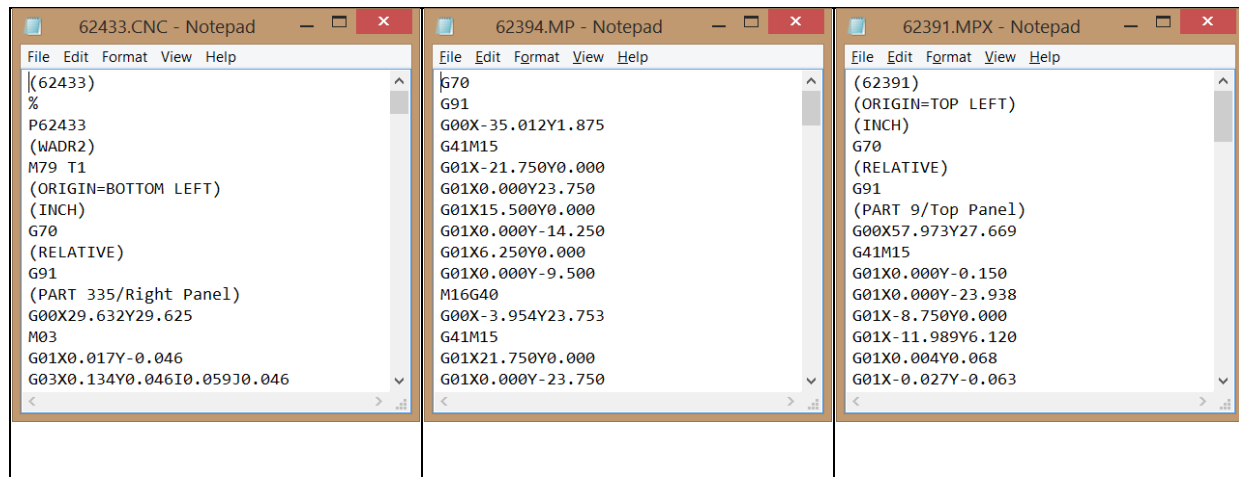 62433.CNC - Notepad
File Edit Format View Help
(62433)
%
P62433
(WADR2)
M79 T1
(ORIGIN=BOTTOM LEFT)
(INCH)
G70
(RELATIVE)
G91
(PART 335/Right Panel)
G00X29.632Y29.625
M03
G01X0.017Y-0.046
G03X0.134Y0.046I0.059J0.046
62394.MP - Notepad
File Edit Format View Help
G70
G91
G00X-35.012Y1.875
G41M15
G01X-21.750Y0.000
G01X0.000Y23.750
G01X15.500Y0.000
G01X0.000Y-14.250
G01X6.250Y0.000
G01X0.000Y-9.500
M16G40
G00X-3.954Y23.753
G41M15
G01X21.750Y0.000
G01X0.000Y-23.750
62391.MPX - Notepad
File Edit Format View Help
(62391)
(ORIGIN=TOP LEFT)
(INCH)
G70
(RELATIVE)
G91
(PART 9/Top Panel)
G00X57.973Y27.669
G41M15
G01X0.000Y-0.150
G01X0.000Y-23.938
G01X-8.750Y0.000
G01X-11.989Y6.120
G01X0.004Y0.068
G01X-0.027Y-0.063